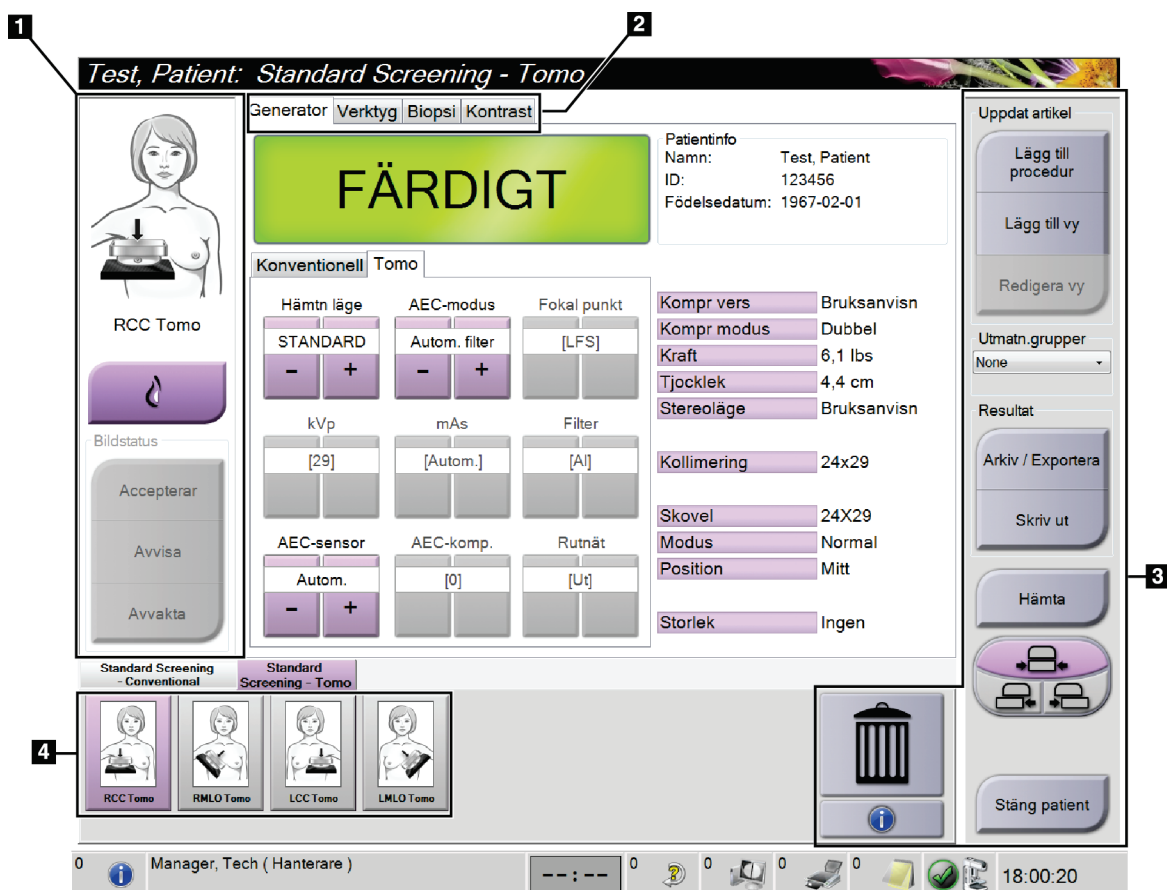 1
2
Test, Patient: Standard Screening - Tomo
Generator Verktyg Biopsi Kontrast
FÄRDIGT
Patientinfo
Namn: Test, Patient
ID: 123456
Födelsedatum: 1967-02-01
RCC Tomo
Bildstatus
Accepterar
Avvisa
Avvakta
Konventionell Tomo
Hämtn läge AEC-modus Fokal punkt
STANDARD Autom. filter [LFS]
- + - +
kVp mAs Filter
[29] [Autom.] [Al]
AEC-sensor AEC-komp. Rutnät
Autom. [0] [Ut]
- +
Kompr vers Bruksanvisn
Kompr modus Dubbel
Kraft 6,1 lbs
Tjocklek 4,4 cm
Stereoläge Bruksanvisn
Kollimering 24x29
Skovel 24X29
Modus Normal
Position Mitt
Storlek Ingen
Uppdat artikel
Lägg till
procedur
Lägg till vy
Redigera vy
Utmatn.grupper
None
Resultat
Arkiv / Exportera
Skriv ut
Hämta
Stäng patient
3
Standard Screening
- Conventional
Standard
Screening - Tomo
4
RCC Tomo RMLO Tomo LCC Tomo LMLO Tomo
0 Manager, Tech ( Hanterare ) --:-- 0 0 0 0 18:00:20